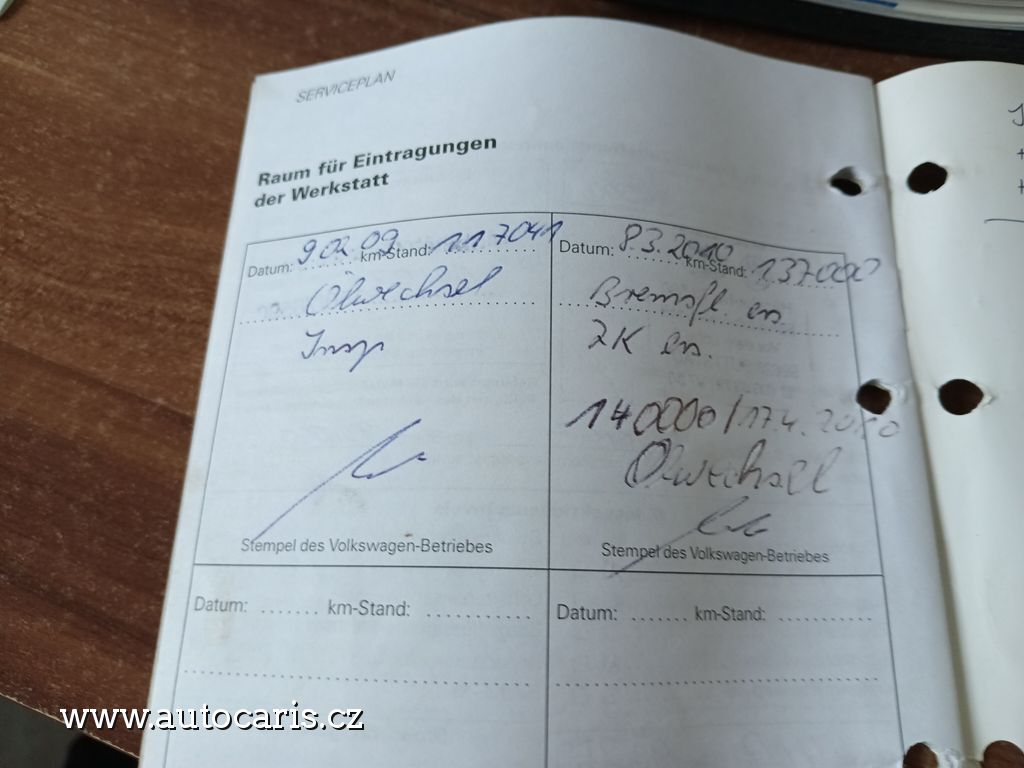 SERVICEPLAN
Raum für Eintragungen
der Werkstatt
Datum: 9.02.09 km-Stand: 117041
Ölwechsel
Insp
Stempel des Volkswagen-Betriebes
Datum: 8.3.2010 km-Stand: 137000
Bremsfl en
ZK en.
140000/17.4.2010
Ölwechsel
Stempel des Volkswagen-Betriebes
Datum: ....... km-Stand: ...........
Datum: ....... km-Stand: ...........
www.autocaris.cz